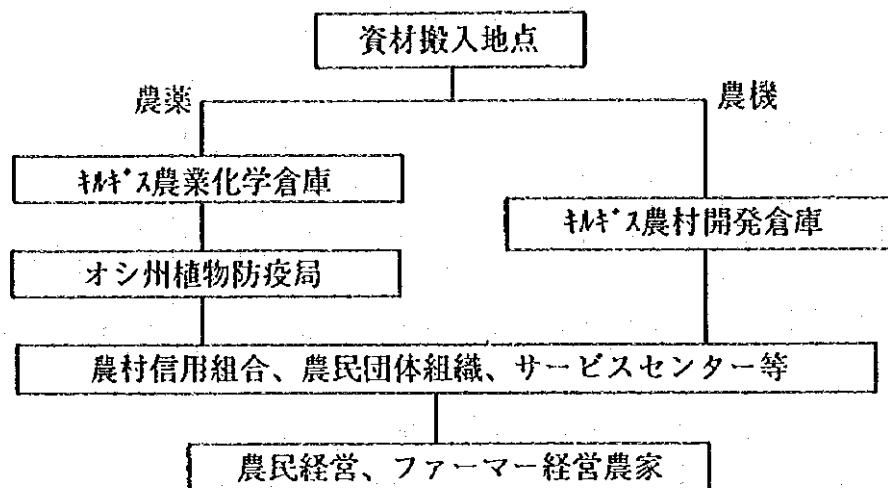 資材搬入地点
農薬
農機
ｷﾙｷﾞｽ農業化学倉庫
ｷﾙｷﾞｽ農村開発倉庫
オシ州植物防疫局
農村信用組合、農民団体組織、サービスセンター等
農民経営、ファーマー経営農家